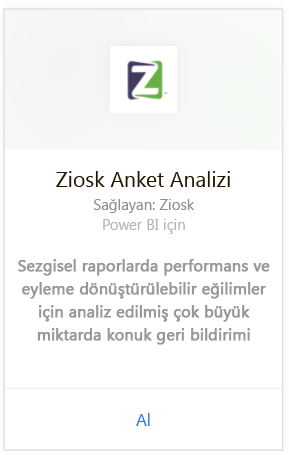 Z
Ziosk Anket Analizi
Sağlayan: Ziosk
Power BI için
Sezgisel raporlarda performans ve
eyleme dönüştürülebilir eğilimler
için analiz edilmiş çok büyük
miktarda konuk geri bildirimi
Al